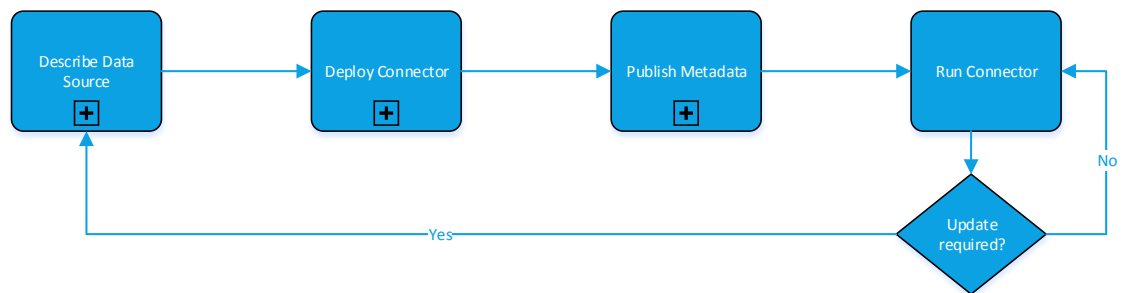 Describe Data
Source
Deploy Connector
Publish Metadata
Run Connector
No
Yes
Update
required?